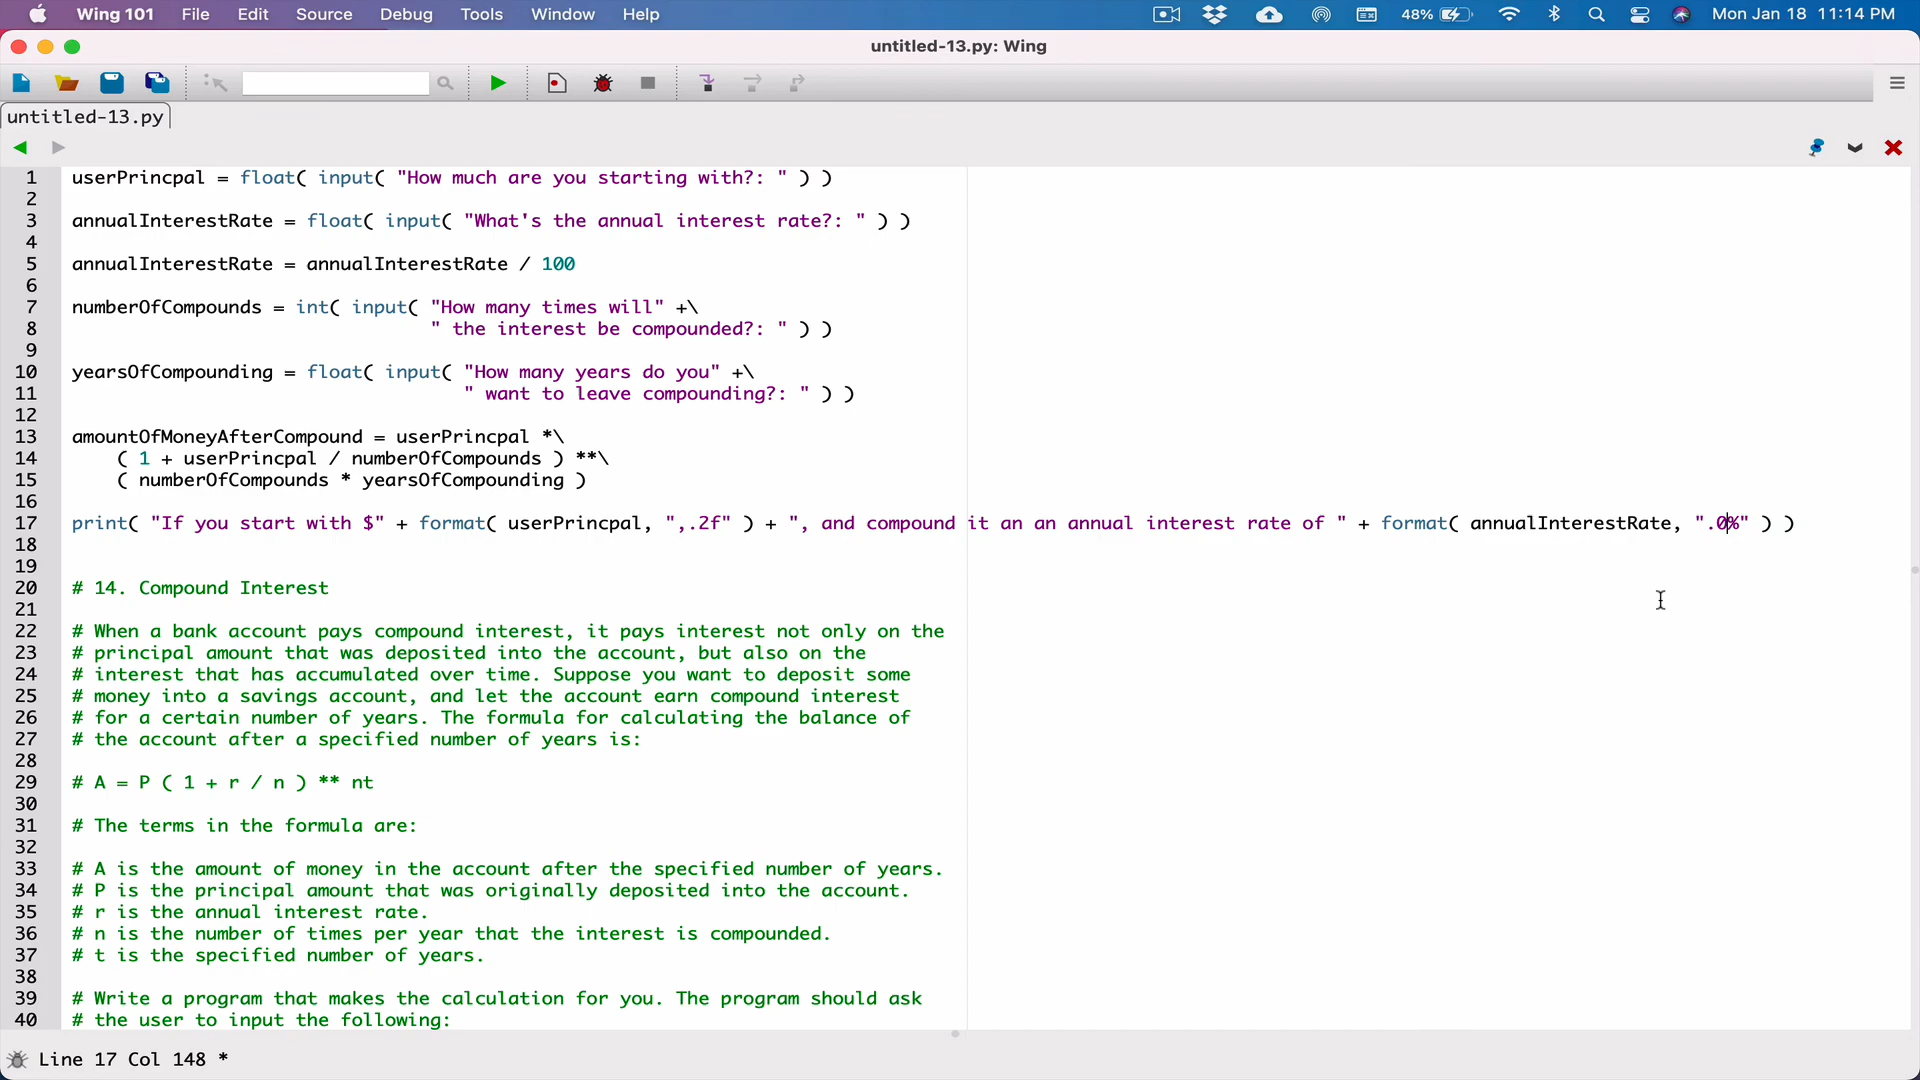 Wing 101 File Edit Source Debug Tools Window Help 48% Mon Jan 18 11:14 PM
untitled-13.py: Wing
untitled-13.py
1 userPrincpal = float( input( "How much are you starting with?: " ) )
2
3 annualInterestRate = float( input( "What's the annual interest rate?: " ) )
4
5 annualInterestRate = annualInterestRate / 100
6
7 numberOfCompounds = int( input( "How many times will" +\
8 " the interest be compounded?: " ) )
9
10 yearsOfCompounding = float( input( "How many years do you" +\
11 " want to leave compounding?: " ) )
12
13 amountOfMoneyAfterCompound = userPrincpal *\
14 ( 1 + userPrincpal / numberOfCompounds ) **\
15 ( numberOfCompounds * yearsOfCompounding )
16
17 print( "If you start with $" + format( userPrincpal, ",.2f" ) + ", and compound it an an annual interest rate of " + format( annualInterestRate, ".0%" ) )
18
19
20 # 14. Compound Interest
21
22 # When a bank account pays compound interest, it pays interest not only on the
23 # principal amount that was deposited into the account, but also on the
24 # interest that has accumulated over time. Suppose you want to deposit some
25 # money into a savings account, and let the account earn compound interest
26 # for a certain number of years. The formula for calculating the balance of
27 # the account after a specified number of years is:
28
29 # A = P ( 1 + r / n ) ** nt
30
31 # The terms in the formula are:
32
33 # A is the amount of money in the account after the specified number of years.
34 # P is the principal amount that was originally deposited into the account.
35 # r is the annual interest rate.
36 # n is the number of times per year that the interest is compounded.
37 # t is the specified number of years.
38
39 # Write a program that makes the calculation for you. The program should ask
40 # the user to input the following:
Line 17 Col 148 *